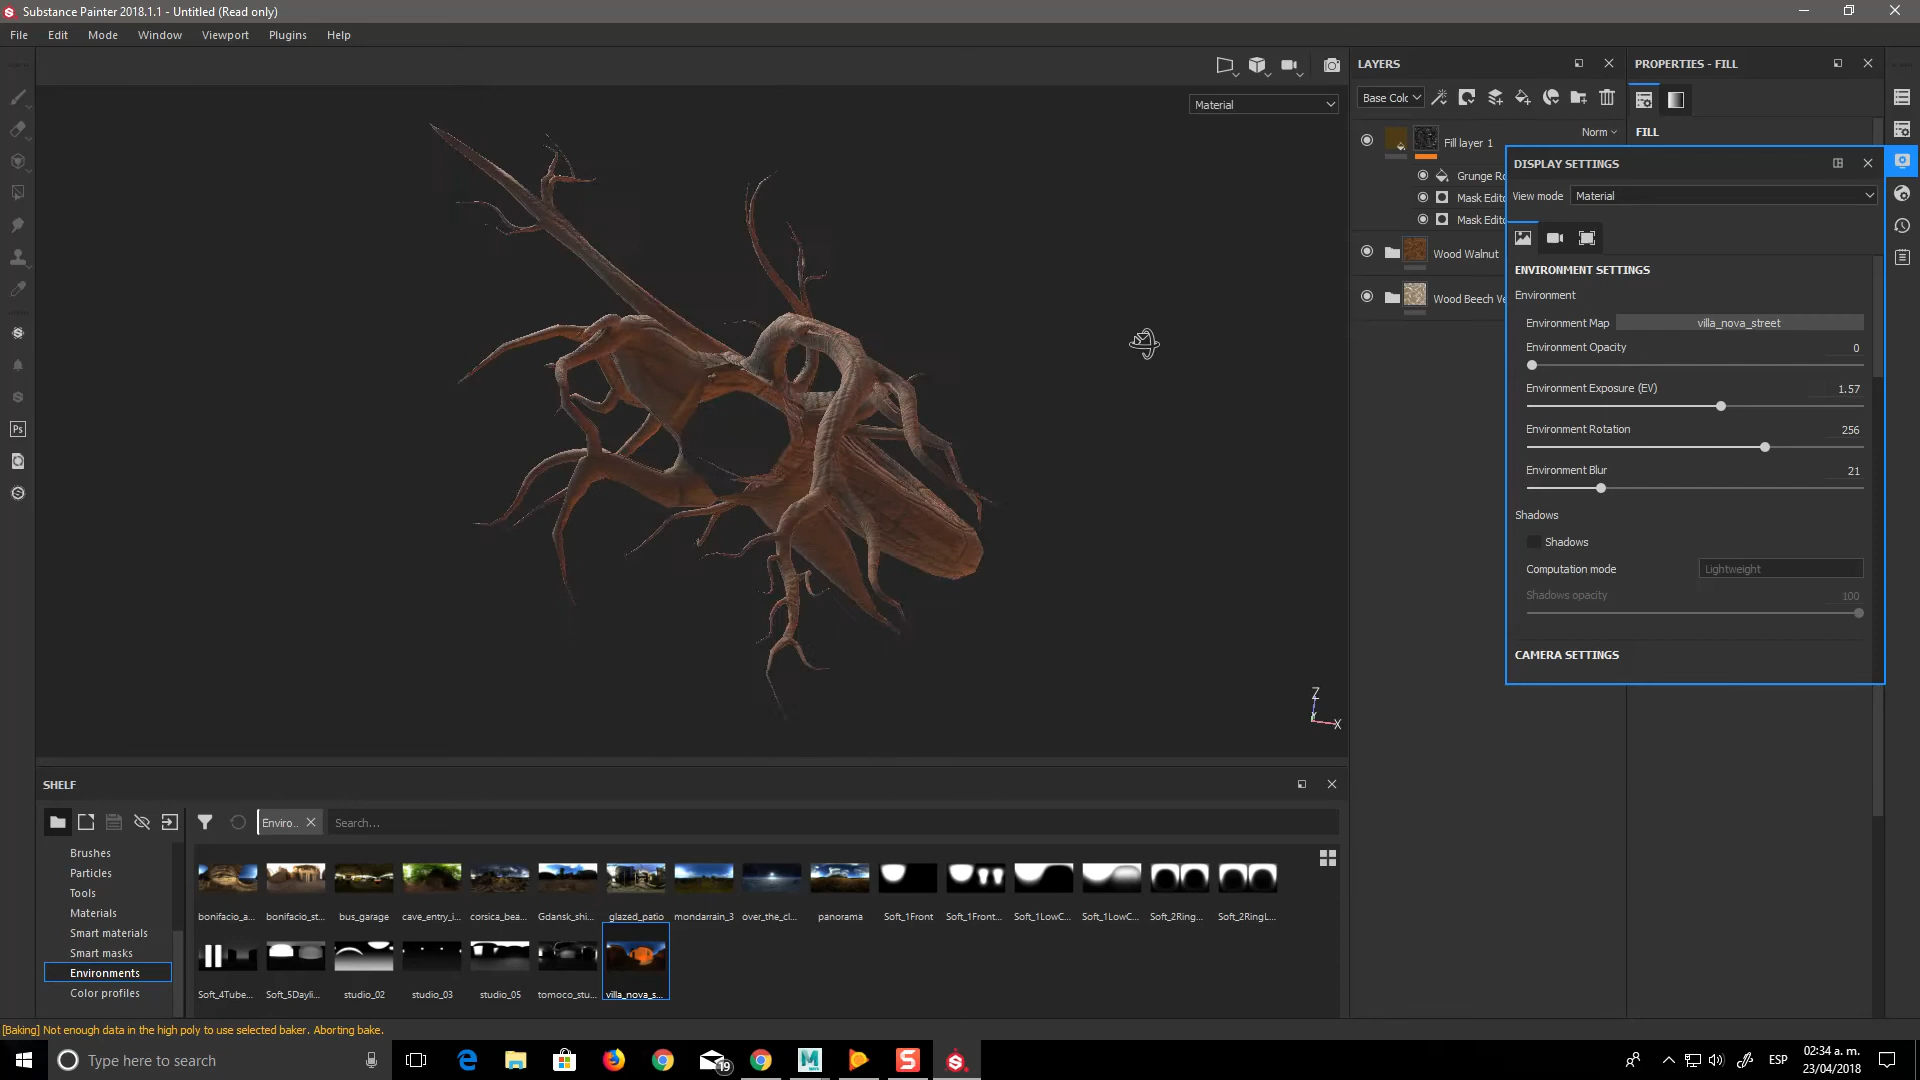 Substance Painter 2018.1.1 - Untitled (Read only)
File Edit Mode Window Viewport Plugins Help
Material
LAYERS
Base Colc
Norm
Fill layer 1
Grunge Ro
Mask Edito
Mask Edito
Wood Walnut
Wood Beech Ve
PROPERTIES - FILL
FILL
DISPLAY SETTINGS
View mode Material
ENVIRONMENT SETTINGS
Environment
Environment Map villa_nova_street
Environment Opacity 0
Environment Exposure (EV) 1.57
Environment Rotation 256
Environment Blur 21
Shadows
Shadows
Computation mode Lightweight
Shadows opacity 100
CAMERA SETTINGS
Z
Y
X
SHELF
Enviro.. Search...
Brushes
Particles
Tools
Materials
Smart materials
Smart masks
Environments
Color profiles
bonifacio_a... bonifacio_st... bus_garage cave_entry_i... corsica_bea... Gdansk_shi... glazed_patio mondarrain_3 over_the_cl... panorama Soft_1Front Soft_1Front... Soft_1LowC... Soft_1LowC... Soft_2Ring... Soft_2RingL...
Soft_4Tube... Soft_5Dayli... studio_02 studio_03 studio_05 tomoco_stu... villa_nova_s...
[Baking] Not enough data in the high poly to use selected baker. Aborting bake.
Ps
Type here to search
19
M
S
ESP
02:34 a. m.
23/04/2018